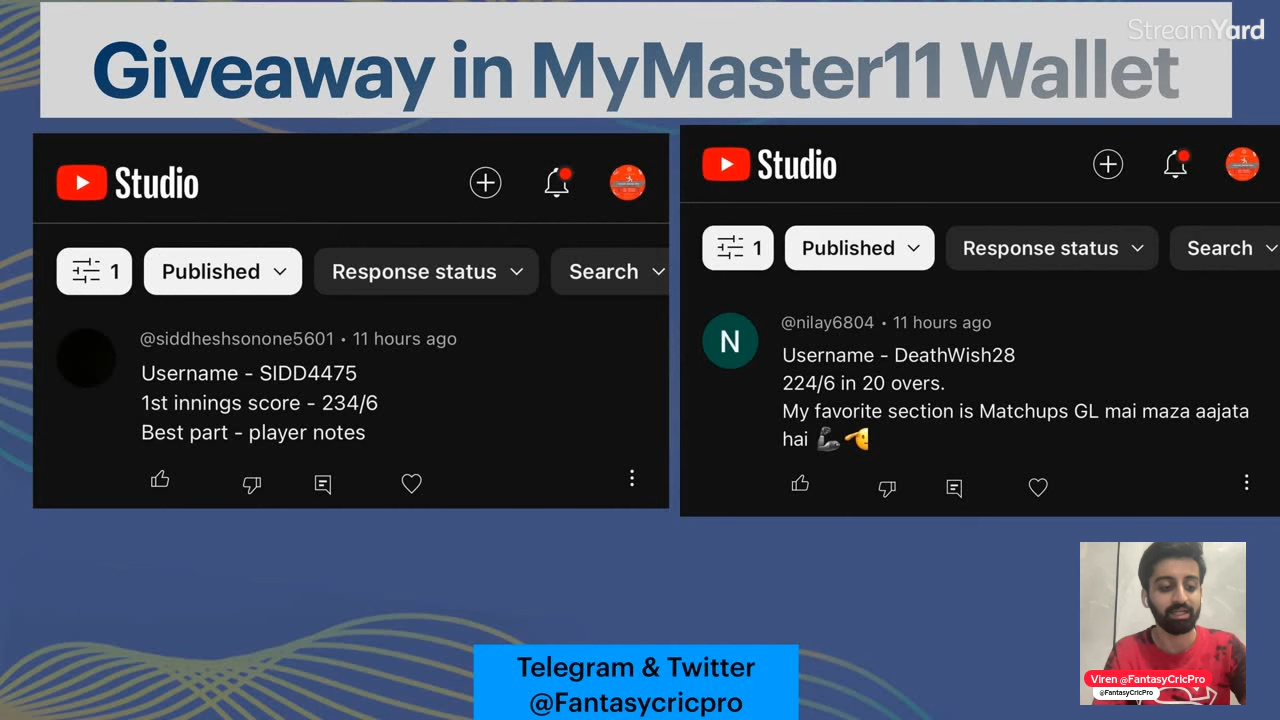 StreamYard
Giveaway in MyMaster11 Wallet
Studio
1
Published
Response status
Search
@siddheshsonone5601 • 11 hours ago
Username - SIDD4475
1st innings score - 234/6
Best part - player notes
Studio
1
Published
Response status
Search
N
@nilay6804 • 11 hours ago
Username - DeathWish28
224/6 in 20 overs.
My favorite section is Matchups GL mai maza aajata
hai 💪🫡
Telegram & Twitter
@Fantasycricpro
Viren @FantasyCricPro
@FantasyCricPro